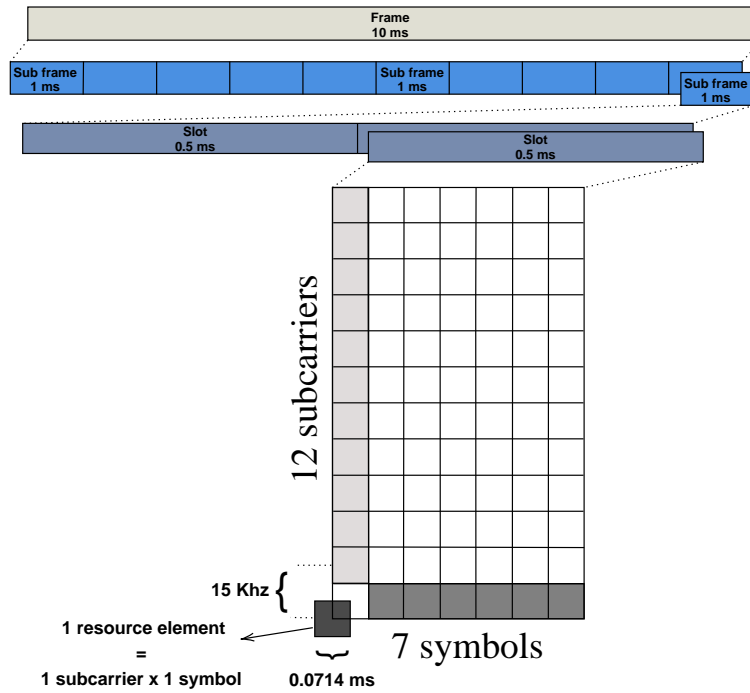 Frame
10 ms
Sub frame
1 ms
Sub frame
1 ms
Sub frame
1 ms
Slot
0.5 ms
Slot
0.5 ms
12 subcarriers
15 Khz
{
1 resource element
=
1 subcarrier x 1 symbol
0.0714 ms
7 symbols